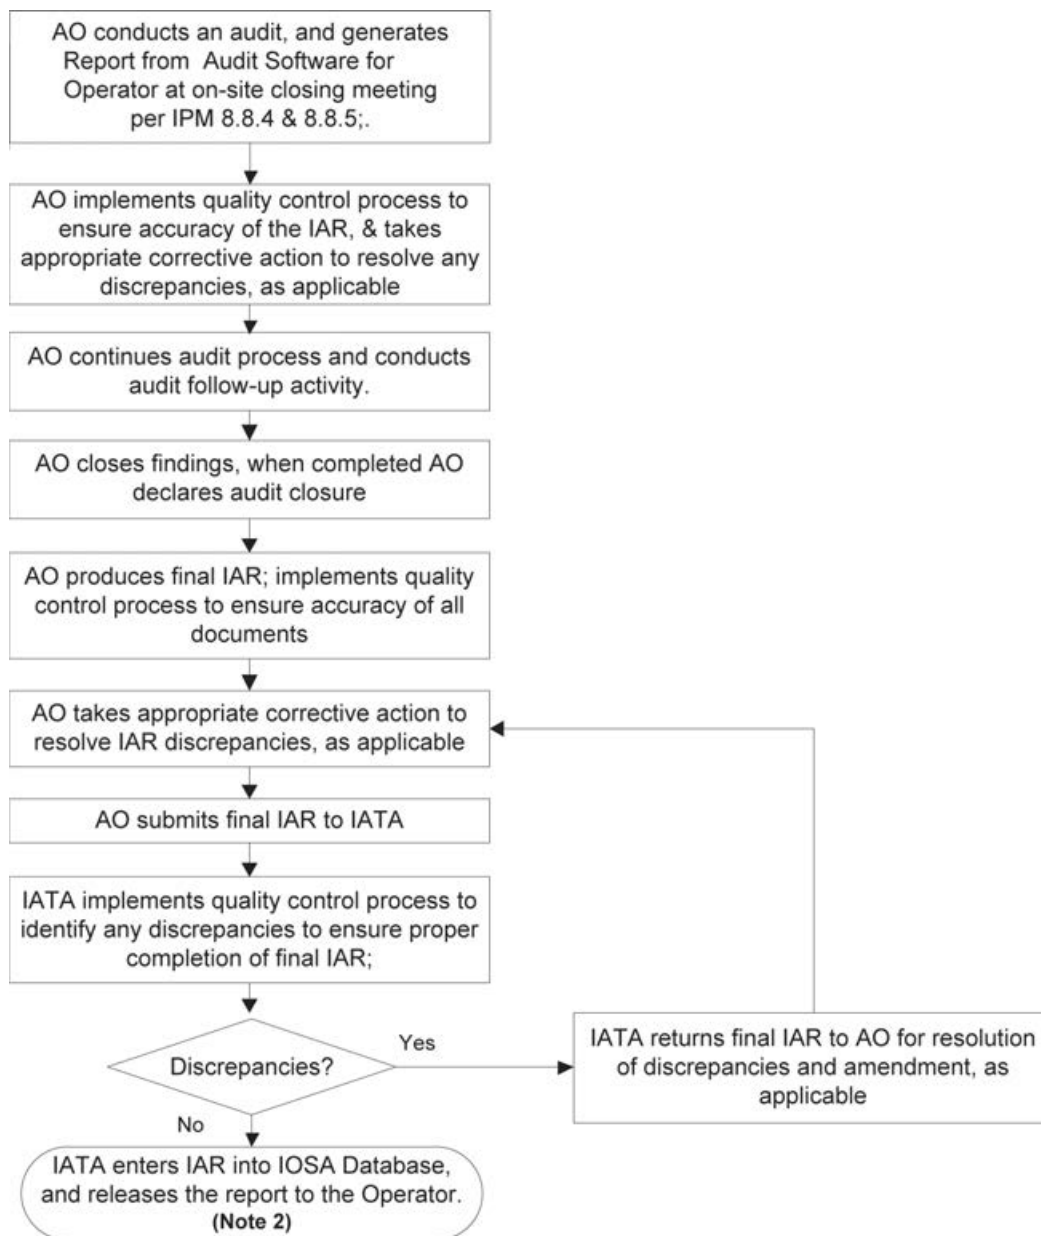 AO conducts an audit, and generates
Report from Audit Software for
Operator at on-site closing meeting
per IPM 8.8.4 & 8.8.5;.
AO implements quality control process to
ensure accuracy of the IAR, & takes
appropriate corrective action to resolve any
discrepancies, as applicable
AO continues audit process and conducts
audit follow-up activity.
AO closes findings, when completed AO
declares audit closure
AO produces final IAR; implements quality
control process to ensure accuracy of all
documents
AO takes appropriate corrective action to
resolve IAR discrepancies, as applicable
AO submits final IAR to IATA
IATA implements quality control process to
identify any discrepancies to ensure proper
completion of final IAR;
Discrepancies?
Yes
IATA returns final IAR to AO for resolution
of discrepancies and amendment, as
applicable
No
IATA enters IAR into IOSA Database,
and releases the report to the Operator.
(Note 2)